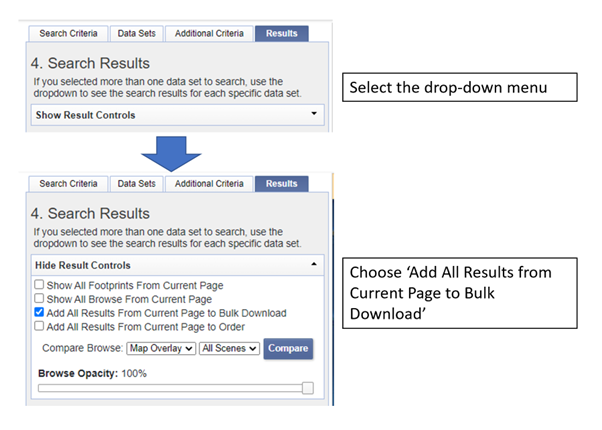 Search Criteria Data Sets Additional Criteria Results
4. Search Results
If you selected more than one data set to search, use the
dropdown to see the search results for each specific data set.
Show Result Controls
Select the drop-down menu
Search Criteria Data Sets Additional Criteria Results
4. Search Results
If you selected more than one data set to search, use the
dropdown to see the search results for each specific data set.
Hide Result Controls
Show All Footprints From Current Page
Show All Browse From Current Page
Add All Results From Current Page to Bulk Download
Add All Results From Current Page to Order
Compare Browse: Map Overlay All Scenes Compare
Browse Opacity: 100%
Choose ‘Add All Results from
Current Page to Bulk
Download’